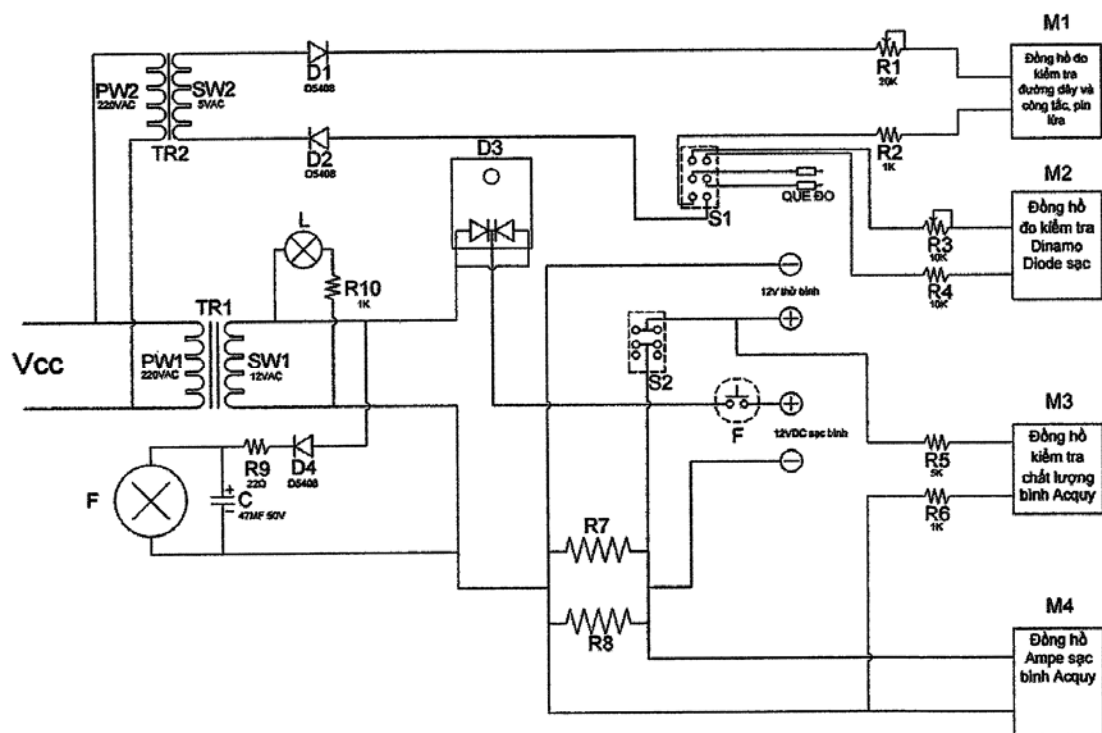 M1
Đồng hồ đo
kiểm tra
đường dây và
công tắc, pin
lửa
PW2
220VAC
SW2
5VAC
TR2
D1
D5408
D2
D5408
R1
20K
R2
1K
D3
S1
QUE ĐO
M2
Đồng hồ
đo kiểm tra
Dinamo
Diode sạc
R3
10K
R4
10K
L
R10
1K
12V thử bình
TR1
Vcc
PW1
220VAC
SW1
12VAC
S2
F
12VDC sạc bình
M3
Đồng hồ
kiểm tra
chất lượng
bình Acquy
R5
5K
R6
1K
F
R9
22Ω
D4
D5408
C
47MF 50V
R7
R8
M4
Đồng hồ
Ampe sạc
bình Acquy